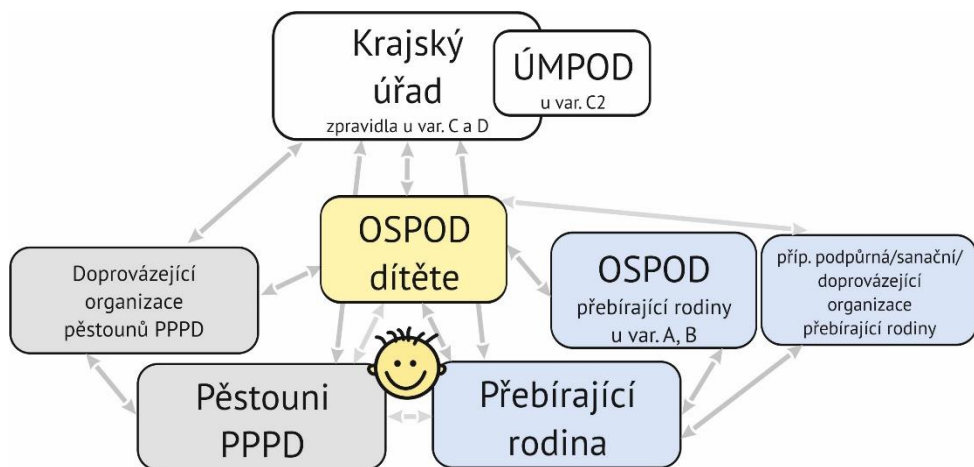 Krajský
úřad
zpravidla u var. C a D
ÚMPOD
u var. C2
OSPOD
dítěte
Doprovázející
organizace
pěstounů PPPD
OSPOD
přebírající rodiny
u var. A, B
příp. podpůrná/sanační/
doprovázející
organizace
přebírající rodiny
Pěstouni
PPPD
Přebírající
rodina